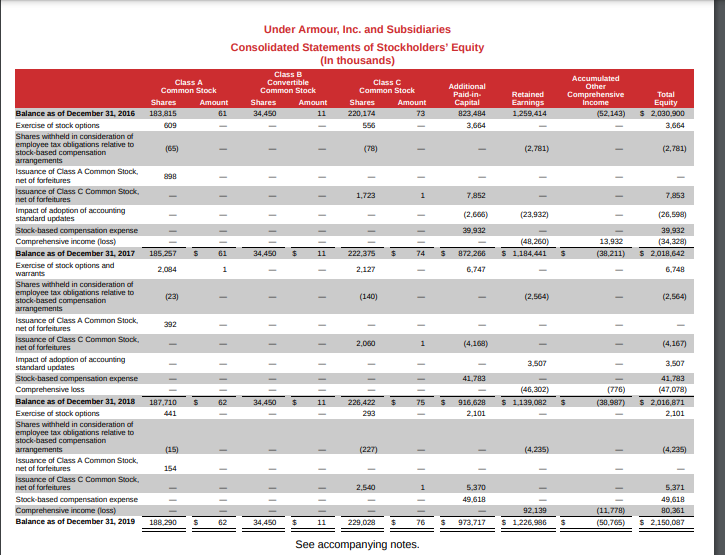 Under Armour, Inc. and Subsidiaries
Consolidated Statements of Stockholders' Equity
(In thousands)
Class A Common Stock Class B Convertible Common Stock Class C Common Stock Additional Paid-in-Capital Retained Earnings Accumulated Other Comprehensive Income Total Equity
Shares Amount Shares Amount Shares Amount
Balance as of December 31, 2016 183,815 61 34,450 11 220,174 73 823,484 1,259,414 (52,143) $ 2,030,900
Exercise of stock options 609 — — — 556 — 3,664 — — 3,664
Shares withheld in consideration of
employee tax obligations relative to
stock-based compensation
arrangements (65) — — — (78) — — (2,781) — (2,781)
Issuance of Class A Common Stock,
net of forfeitures 898 — — — — — — — — —
Issuance of Class C Common Stock,
net of forfeitures — — — — 1,723 1 7,852 — — 7,853
Impact of adoption of accounting
standard updates — — — — — — (2,666) (23,932) — (26,598)
Stock-based compensation expense — — — — — — 39,932 — — 39,932
Comprehensive income (loss) — — — — — — — (48,260) 13,932 (34,328)
Balance as of December 31, 2017 185,257 $ 61 34,450 $ 11 222,375 $ 74 $ 872,266 $ 1,184,441 $ (38,211) $ 2,018,642
Exercise of stock options and
warrants 2,084 1 — — 2,127 — 6,747 — — 6,748
Shares withheld in consideration of
employee tax obligations relative to
stock-based compensation
arrangements (23) — — — (140) — — (2,564) — (2,564)
Issuance of Class A Common Stock,
net of forfeitures 392 — — — — — — — — —
Issuance of Class C Common Stock,
net of forfeitures — — — — 2,060 1 (4,168) — — (4,167)
Impact of adoption of accounting
standard updates — — — — — — — 3,507 — 3,507
Stock-based compensation expense — — — — — — 41,783 — — 41,783
Comprehensive loss — — — — — — — (46,302) (776) (47,078)
Balance as of December 31, 2018 187,710 $ 62 34,450 $ 11 226,422 $ 75 $ 916,628 $ 1,139,082 $ (38,987) $ 2,016,871
Exercise of stock options 441 — — — 293 — 2,101 — — 2,101
Shares withheld in consideration of
employee tax obligations relative to
stock-based compensation
arrangements (15) — — — (227) — — (4,235) — (4,235)
Issuance of Class A Common Stock,
net of forfeitures 154 — — — — — — — — —
Issuance of Class C Common Stock,
net of forfeitures — — — — 2,540 1 5,370 — — 5,371
Stock-based compensation expense — — — — — — 49,618 — — 49,618
Comprehensive income (loss) — — — — — — — 92,139 (11,778) 80,361
Balance as of December 31, 2019 188,290 $ 62 34,450 $ 11 229,028 $ 76 $ 973,717 $ 1,226,986 $ (50,765) $ 2,150,087
See accompanying notes.